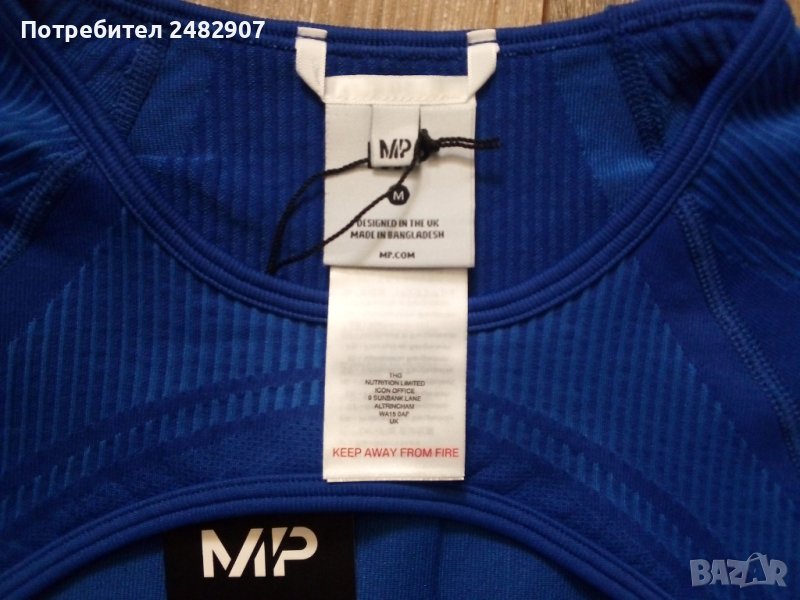 Потребител 2482907
MP
M
DESIGNED IN THE UK
MADE IN BANGLADESH
MP.COM
THG
NUTRITION LIMITED
ICON OFFICE
9 SUNBANK LANE
ALTRINCHAM
WA15 0AF
UK
KEEP AWAY FROM FIRE
MP
BAZAR